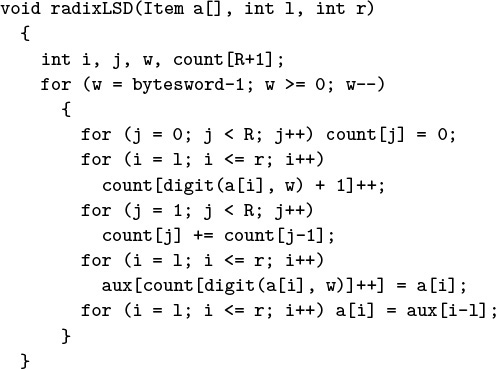 void radixLSD(Item a[], int l, int r)
  {
    int i, j, w, count[R+1];
    for (w = bytesword-1; w >= 0; w--)
      {
        for (j = 0; j < R; j++) count[j] = 0;
        for (i = l; i <= r; i++)
          count[digit(a[i], w) + 1]++;
        for (j = 1; j < R; j++)
          count[j] += count[j-1];
        for (i = l; i <= r; i++)
          aux[count[digit(a[i], w)]++] = a[i];
        for (i = l; i <= r; i++) a[i] = aux[i-l];
      }
  }